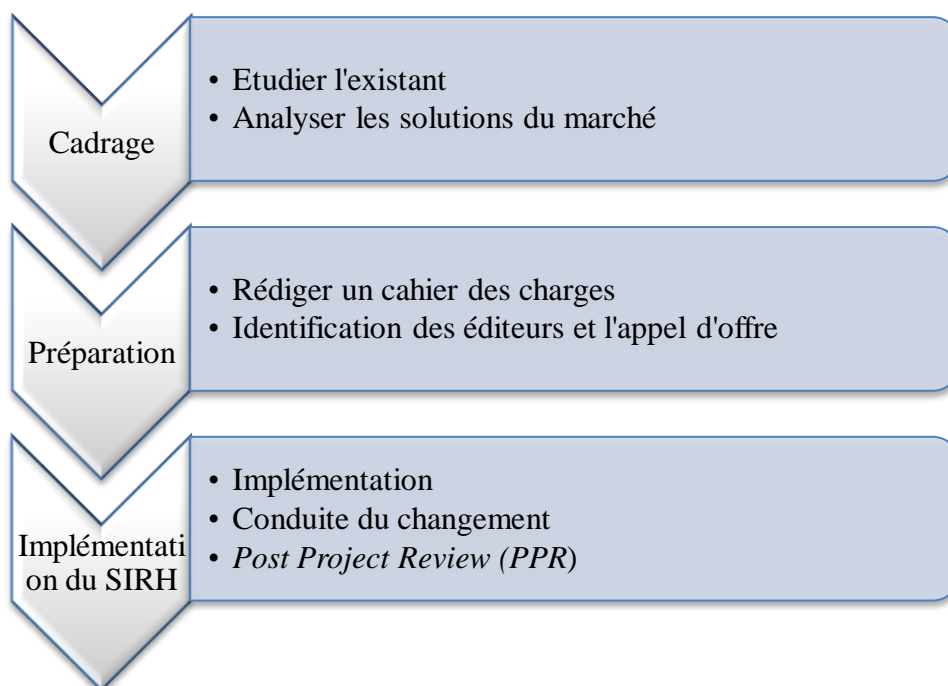 Cadrage
• Etudier l'existant
• Analyser les solutions du marché
Préparation
• Rédiger un cahier des charges
• Identification des éditeurs et l'appel d'offre
Implémentati
on du SIRH
• Implémentation
• Conduite du changement
• Post Project Review (PPR)